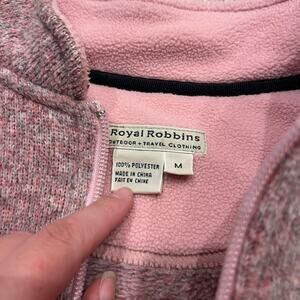 Royal Robbins
OUTDOOR + TRAVEL CLOTHING
100% POLYESTER
MADE IN CHINA
FAIT EN CHINE
M